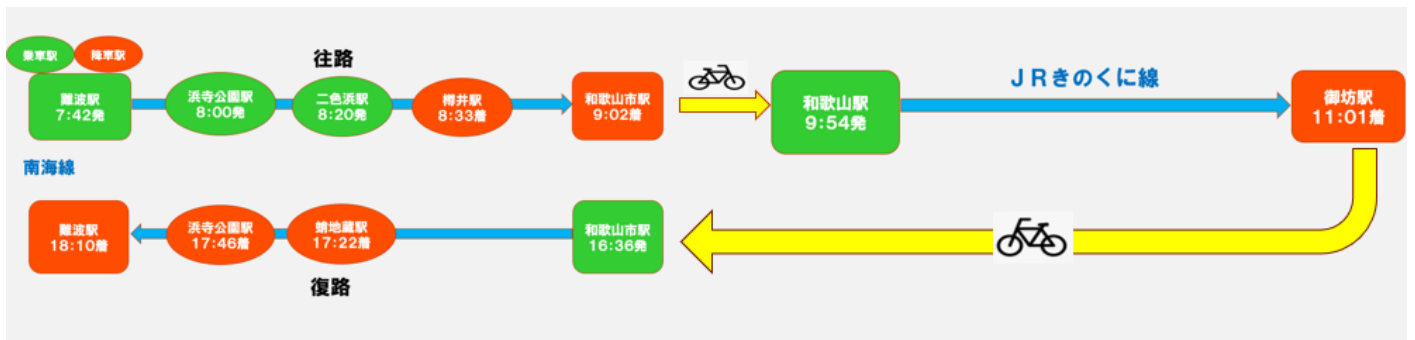 乗車駅
降車駅
往路
難波駅
7:42発
浜寺公園駅
8:00発
二色浜駅
8:20発
樽井駅
8:33着
和歌山市駅
9:02着
和歌山駅
9:54発
JRきのくに線
御坊駅
11:01着
南海線
難波駅
18:10着
浜寺公園駅
17:46着
蛸地蔵駅
17:22着
和歌山市駅
16:36発
復路